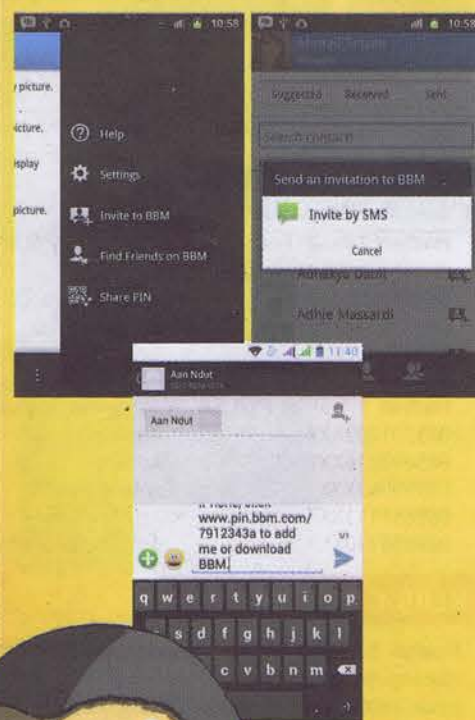 10:58
y picture.
icture.
isplay
picture.
Help
Settings
Invite to BBM
Find Friends on BBM
Share PIN
10:58
Suggested Received Sent
Search contacts
Send an invitation to BBM
Invite by SMS
Cancel
Adhie Massardi
11:40
Aan Ndut
Aan Ndut
www.pin.bbm.com/
7912343a to add
me or download
BBM.
q w e r t y u i o p
s d f g h j k l
c v b n m